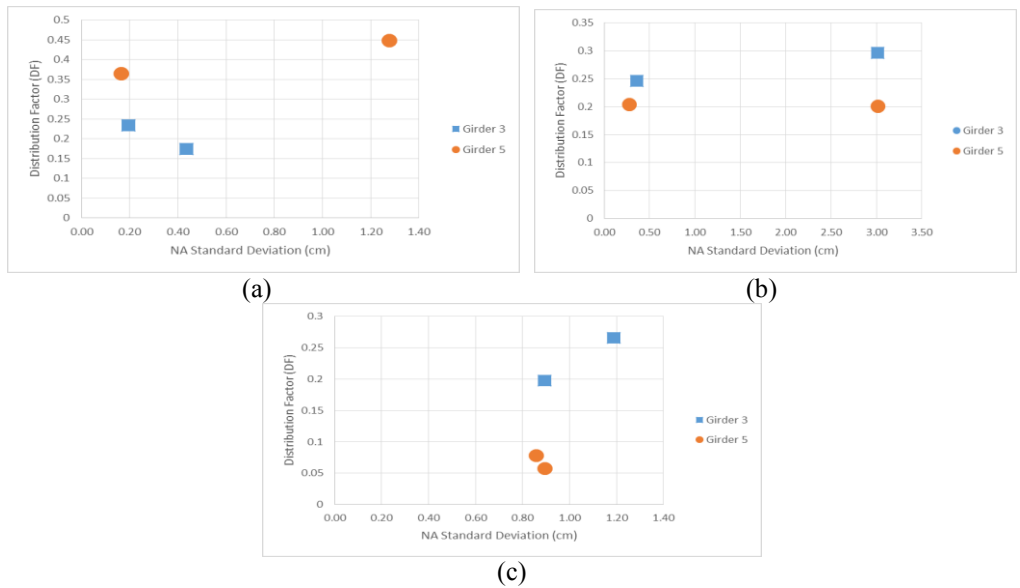 0.5
0.45
0.4
0.35
0.3
0.25
0.2
0.15
0.1
0.05
0
Distribution Factor (DF)
0.00 0.20 0.40 0.60 0.80 1.00 1.20 1.40
NA Standard Deviation (cm)
Girder 3
Girder 5
(a)
0.35
0.3
0.25
0.2
0.15
0.1
0.05
0
Distribution Factor (DF)
0.00 0.50 1.00 1.50 2.00 2.50 3.00 3.50
NA Standard Deviation (cm)
Girder 3
Girder 5
(b)
0.3
0.25
0.2
0.15
0.1
0.05
0
Distribution Factor (DF)
0.00 0.20 0.40 0.60 0.80 1.00 1.20 1.40
NA Standard Deviation (cm)
Girder 3
Girder 5
(c)